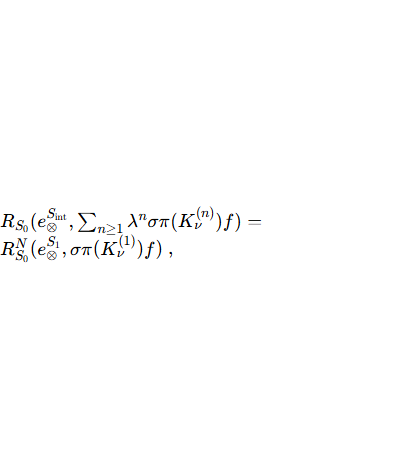 $R_{S_0}(e_{\otimes}^{S_{\text{int}}}, \sum_{n \geq 1} \lambda^n \sigma\pi(K_\nu^{(n)})f) =$
$R_{S_0}^N(e_{\otimes}^{S_1}, \sigma\pi(K_\nu^{(1)})f) \ ,$